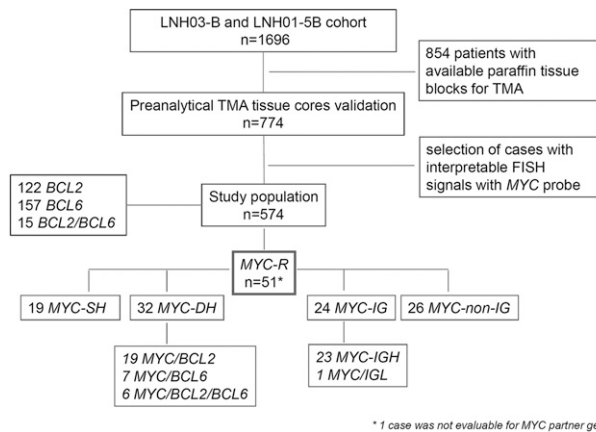 LNH03-B and LNH01-5B cohort
n=1696
854 patients with
available paraffin tissue
blocks for TMA
Preanalytical TMA tissue cores validation
n=774
selection of cases with
interpretable FISH
signals with MYC probe
122 BCL2
157 BCL6
15 BCL2/BCL6
Study population
n=574
MYC-R
n=51*
19 MYC-SH
32 MYC-DH
24 MYC-IG
26 MYC-non-IG
19 MYC/BCL2
7 MYC/BCL6
6 MYC/BCL2/BCL6
23 MYC-IGH
1 MYC/IGL
* 1 case was not evaluable for MYC partner ge